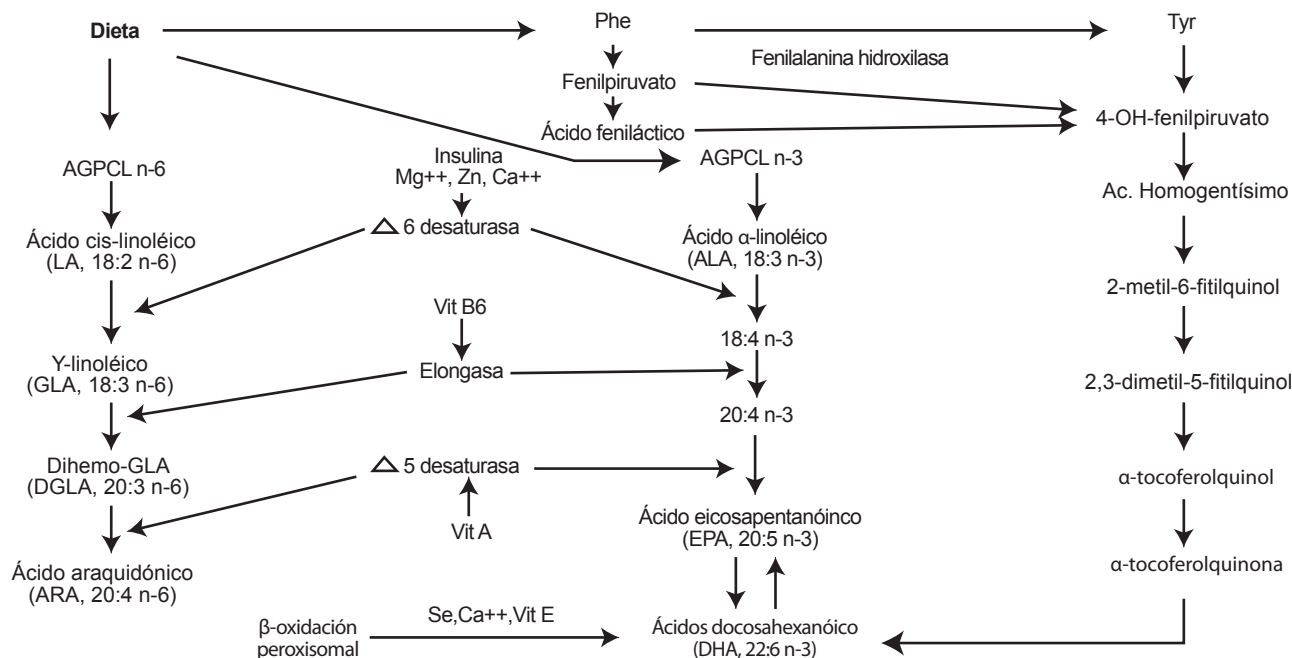 Dieta
Phe
Tyr
Fenilalanina hidroxilasa
Fenilpiruvato
4-OH-fenilpiruvato
Ácido feniláctico
AGPCL n-6
Insulina
Mg++, Zn, Ca++
AGPCL n-3
Ac. Homogentísimo
Ácido cis-linoléico
(LA, 18:2 n-6)
△ 6 desaturasa
Ácido α-linoléico
(ALA, 18:3 n-3)
2-metil-6-fitilquinol
Vit B6
18:4 n-3
Y-linoléico
(GLA, 18:3 n-6)
Elongasa
2,3-dimetil-5-fitilquinol
20:4 n-3
Dihemo-GLA
(DGLA, 20:3 n-6)
△ 5 desaturasa
α-tocoferolquinol
Vit A
Ácido eicosapentanóinco
(EPA, 20:5 n-3)
α-tocoferolquinona
Ácido araquidónico
(ARA, 20:4 n-6)
Se,Ca++,Vit E
β-oxidación
peroxisomal
Ácidos docosahexanóico
(DHA, 22:6 n-3)